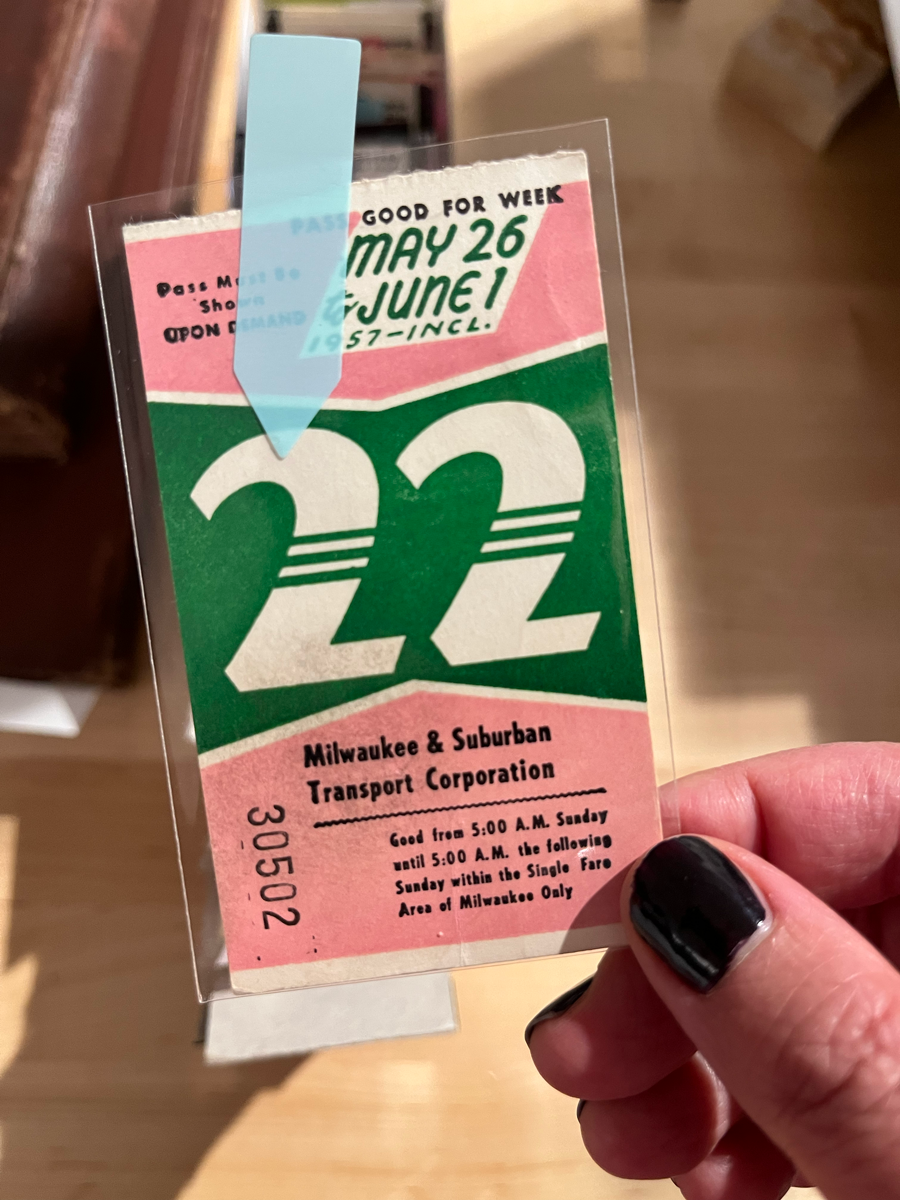 PASS GOOD FOR WEEK
MAY 26
& JUNE 1
1957-INCL.
Pass Must Be
Shown
UPON DEMAND
22
Milwaukee & Suburban
Transport Corporation
Good from 5:00 A.M. Sunday
until 5:00 A.M. the following
Sunday within the Single Fare
Area of Milwaukee Only
30502